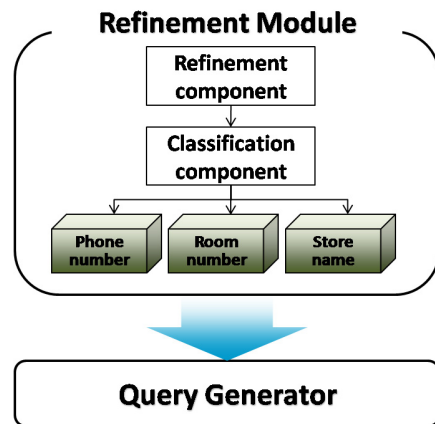 Refinement Module
Refinement
component
Classification
component
Phone
number
Room
number
Store
name
Query Generator